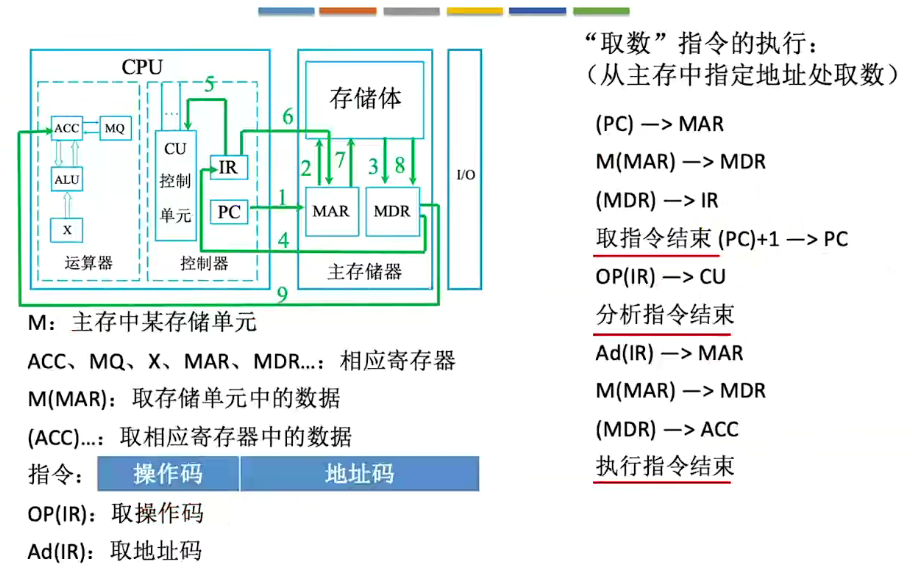 CPU
5
ACC
MQ
ALU
X
运算器
...
CU
控制
单元
IR
PC
控制器
6
1
4
9
存储体
2
7
3
8
MAR
MDR
主存储器
I/O
M：主存中某存储单元
ACC、MQ、X、MAR、MDR...：相应寄存器
M(MAR)：取存储单元中的数据
(ACC)...：取相应寄存器中的数据
指令：操作码 地址码
OP(IR)：取操作码
Ad(IR)：取地址码
“取数”指令的执行：
（从主存中指定地址处取数）
(PC) —> MAR
M(MAR) —> MDR
(MDR) —> IR
取指令结束 (PC)+1 —> PC
OP(IR) —> CU
分析指令结束
Ad(IR) —> MAR
M(MAR) —> MDR
(MDR) —> ACC
执行指令结束